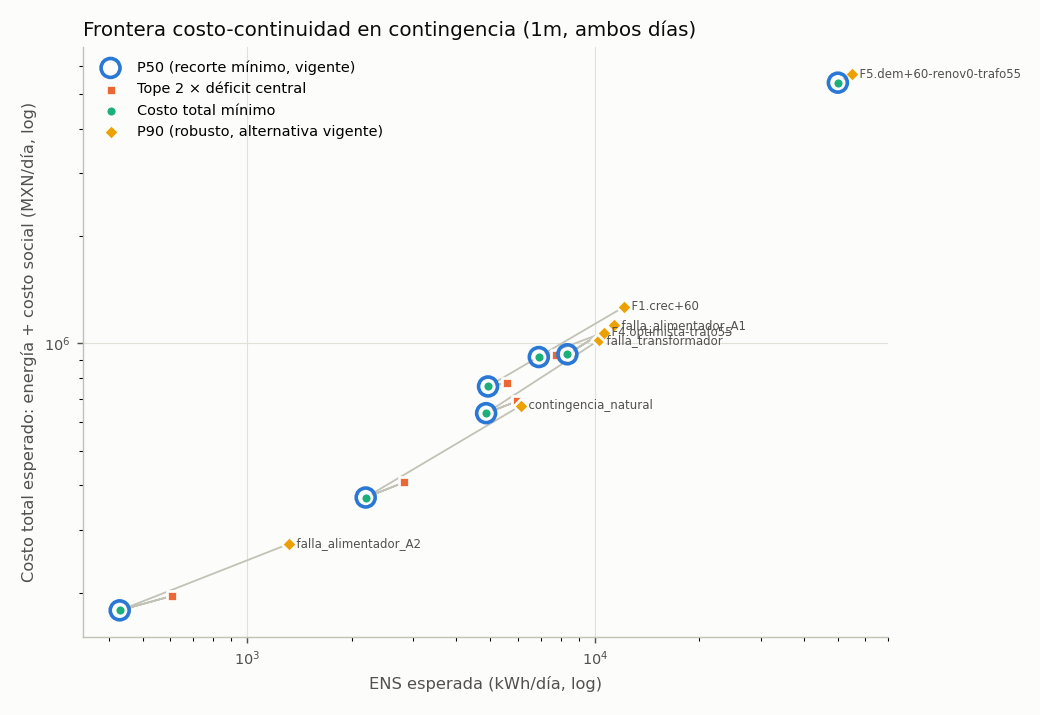 Frontera costo-continuidad en contingencia (1m, ambos días)
P50 (recorte mínimo, vigente)
Tope 2 × déficit central
Costo total mínimo
P90 (robusto, alternativa vigente)
F5.dem+60-renov0-trafo55
F1.crec+60
falla_alimentador_A1
F4.optimista-trafo55
falla_transformador
contingencia_natural
falla_alimentador_A2
Costo total esperado: energía + costo social (MXN/día, log)
10⁶
10³
10⁴
ENS esperada (kWh/día, log)